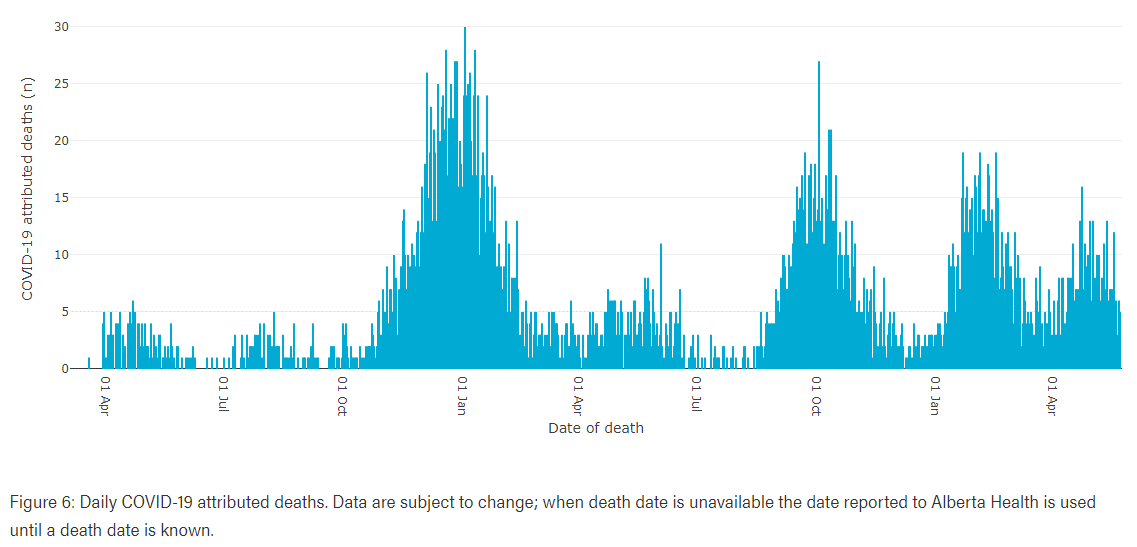 30
25
20
15
10
5
0
COVID-19 attributed deaths (n)
01 Apr
01 Jul
01 Oct
01 Jan
01 Apr
01 Jul
01 Oct
01 Jan
01 Apr
Date of death
Figure 6: Daily COVID-19 attributed deaths. Data are subject to change; when death date is unavailable the date reported to Alberta Health is used
until a death date is known.